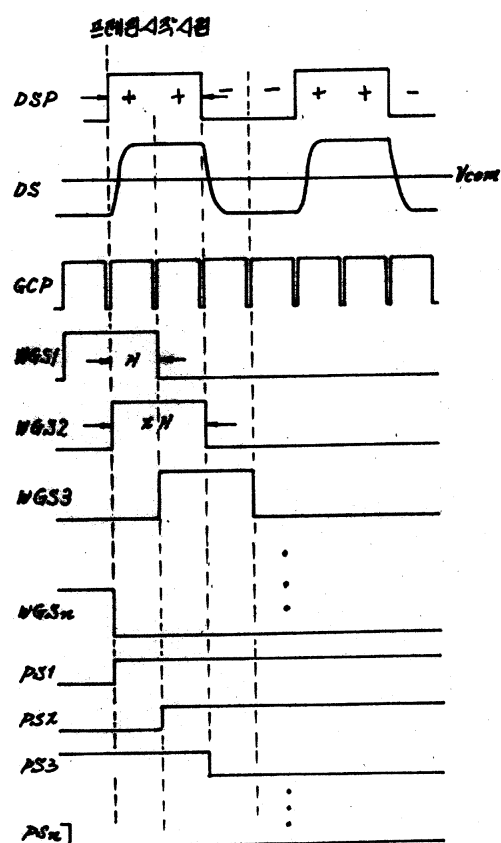 프레임시작시점
DSP + + - - + + -
DS Vcom
GCP
WGS1 H
WGS2 2H
WGS3
WGSn
PS1
PS2
PS3
PSn